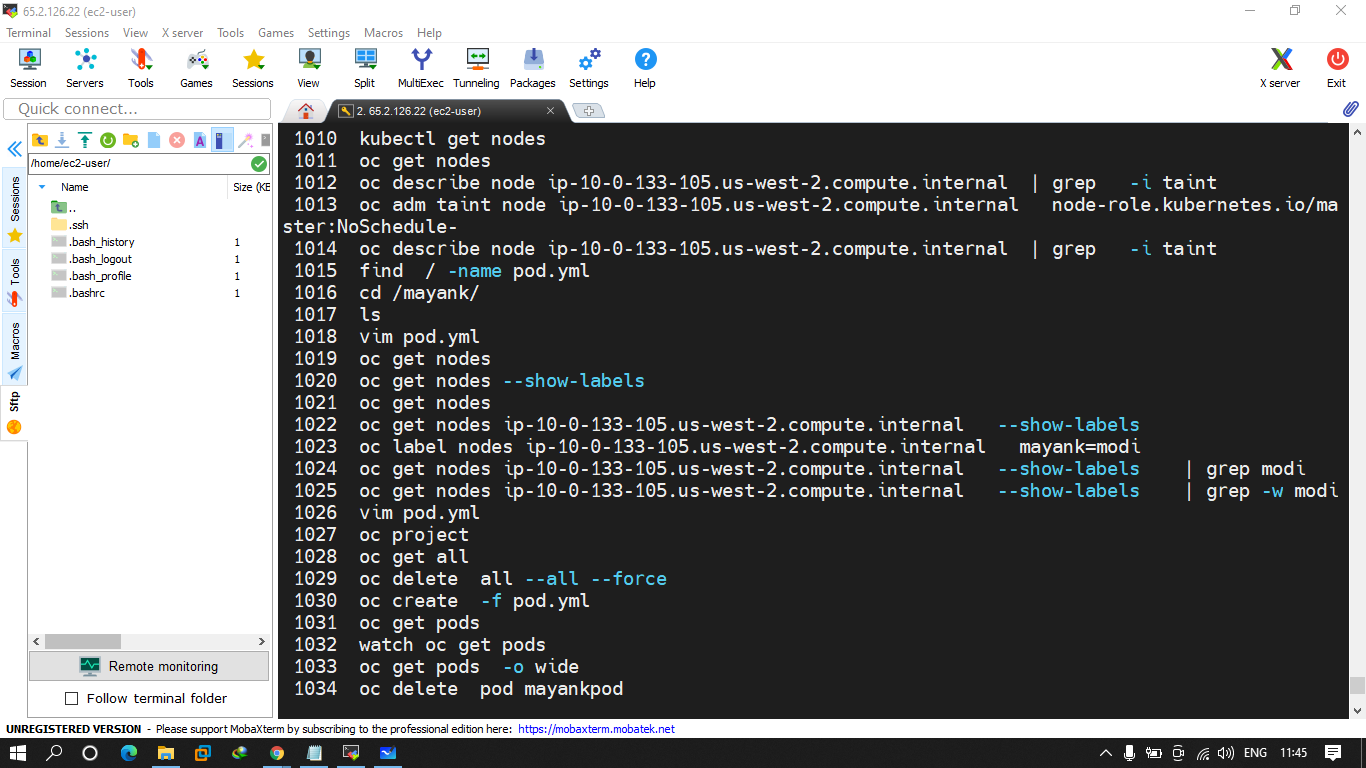 65.2.126.22 (ec2-user)
Terminal Sessions View X server Tools Games Settings Macros Help
Session Servers Tools Games Sessions View Split MultiExec Tunneling Packages Settings Help X server Exit
Quick connect...
2. 65.2.126.22 (ec2-user)
/home/ec2-user/
Name Size (KB
..
.ssh
.bash_history 1
.bash_logout 1
.bash_profile 1
.bashrc 1
Sessions
Tools
Macros
Sftp
Remote monitoring
Follow terminal folder
1010 kubectl get nodes
1011 oc get nodes
1012 oc describe node ip-10-0-133-105.us-west-2.compute.internal | grep -i taint
1013 oc adm taint node ip-10-0-133-105.us-west-2.compute.internal node-role.kubernetes.io/ma
ster:NoSchedule-
1014 oc describe node ip-10-0-133-105.us-west-2.compute.internal | grep -i taint
1015 find / -name pod.yml
1016 cd /mayank/
1017 ls
1018 vim pod.yml
1019 oc get nodes
1020 oc get nodes --show-labels
1021 oc get nodes
1022 oc get nodes ip-10-0-133-105.us-west-2.compute.internal --show-labels
1023 oc label nodes ip-10-0-133-105.us-west-2.compute.internal mayank=modi
1024 oc get nodes ip-10-0-133-105.us-west-2.compute.internal --show-labels | grep modi
1025 oc get nodes ip-10-0-133-105.us-west-2.compute.internal --show-labels | grep -w modi
1026 vim pod.yml
1027 oc project
1028 oc get all
1029 oc delete all --all --force
1030 oc create -f pod.yml
1031 oc get pods
1032 watch oc get pods
1033 oc get pods -o wide
1034 oc delete pod mayankpod
UNREGISTERED VERSION - Please support MobaXterm by subscribing to the professional edition here: https://mobaxterm.mobatek.net
ENG 11:45